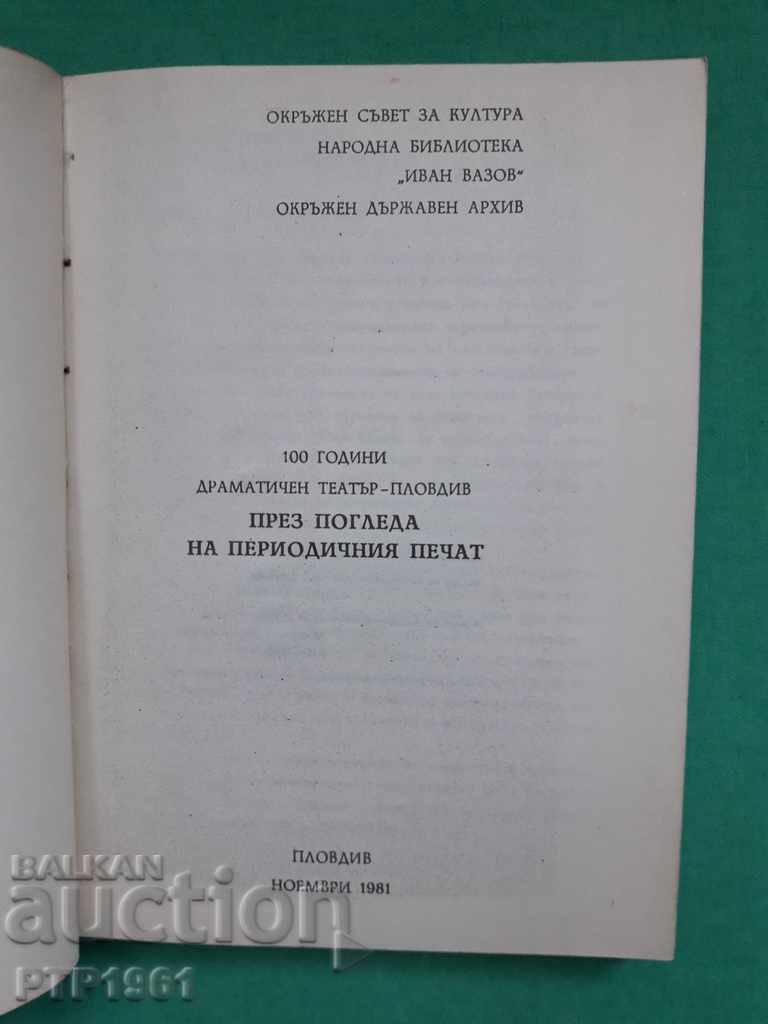 ОКРЪЖЕН СЪВЕТ ЗА КУЛТУРА
НАРОДНА БИБЛИОТЕКА
„ИВАН ВАЗОВ“
ОКРЪЖЕН ДЪРЖАВЕН АРХИВ
100 ГОДИНИ
ДРАМАТИЧЕН ТЕАТЪР–ПЛОВДИВ
ПРЕЗ ПОГЛЕДА
НА ПЕРИОДИЧНИЯ ПЕЧАТ
ПЛОВДИВ
НОЕМВРИ 1981
BALKAN
auction
PTP1961